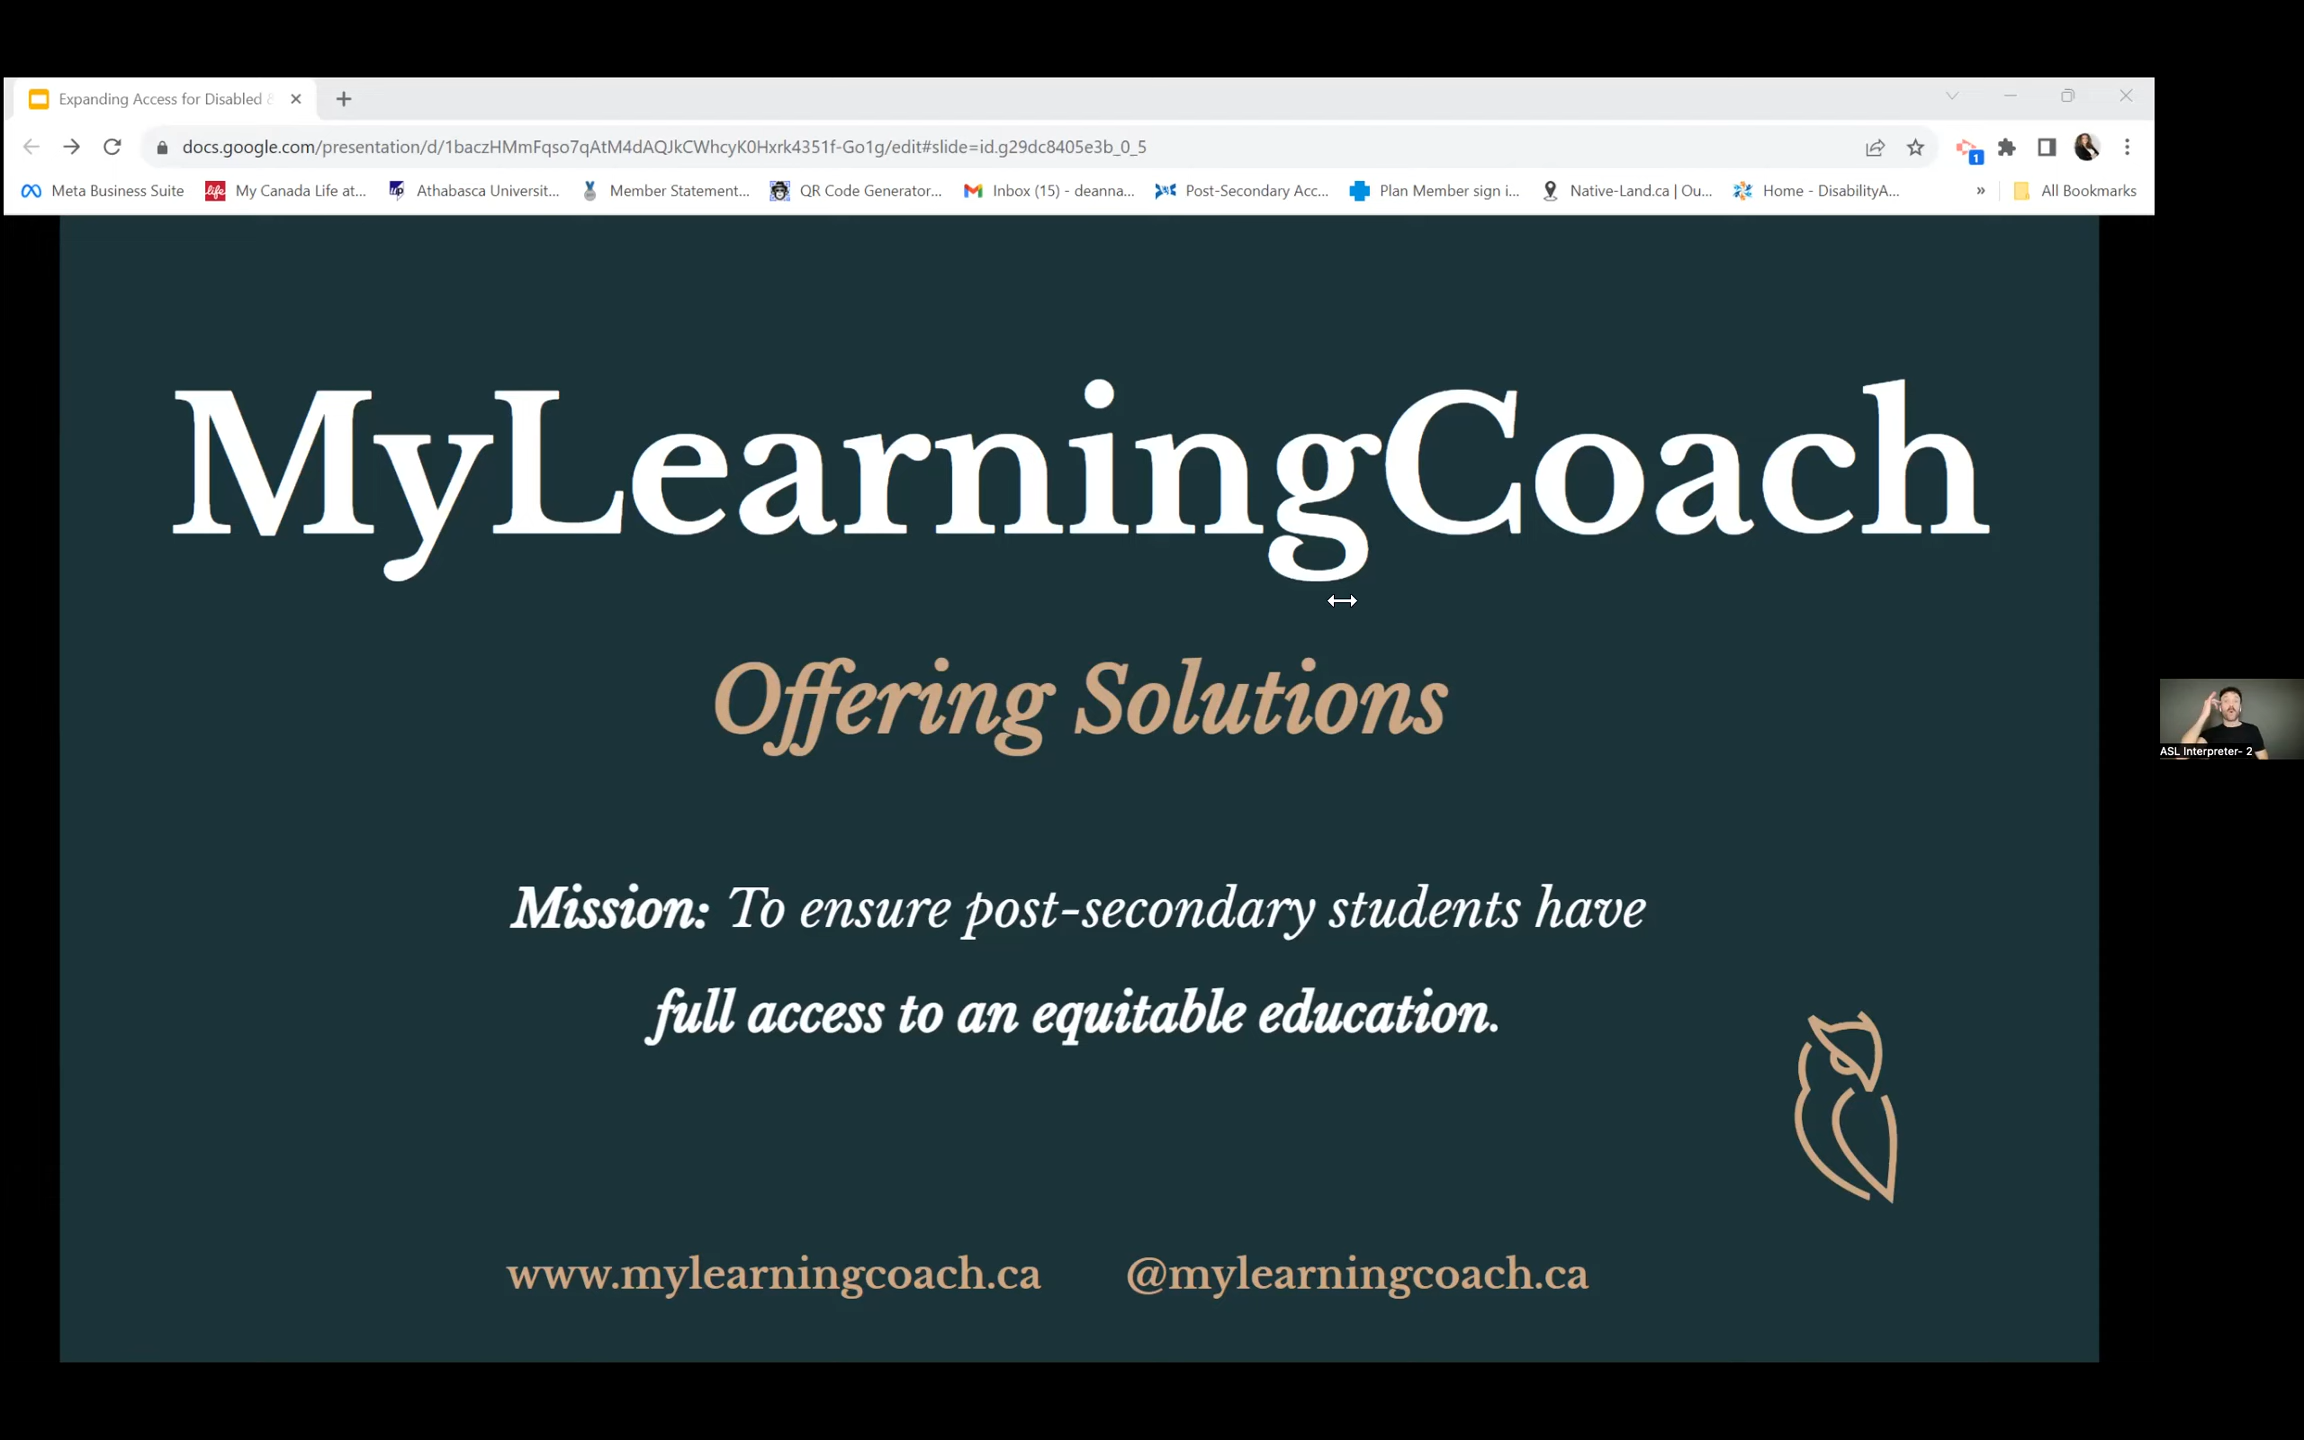 Expanding Access for Disabled &
docs.google.com/presentation/d/1baczHMmFqso7qAtM4dAQJkCWhcyK0Hxrk4351f-Go1g/edit#slide=id.g29dc8405e3b_0_5
1
Meta Business Suite
life
My Canada Life at...
Athabasca Universit...
Member Statement...
QR Code Generator...
Inbox (15) - deanna...
Post-Secondary Acc...
Plan Member sign i...
Native-Land.ca | Ou...
Home - DisabilityA...
»
All Bookmarks
MyLearningCoach
Offering Solutions
Mission: To ensure post-secondary students have
full access to an equitable education.
ASL Interpreter- 2
www.mylearningcoach.ca @mylearningcoach.ca